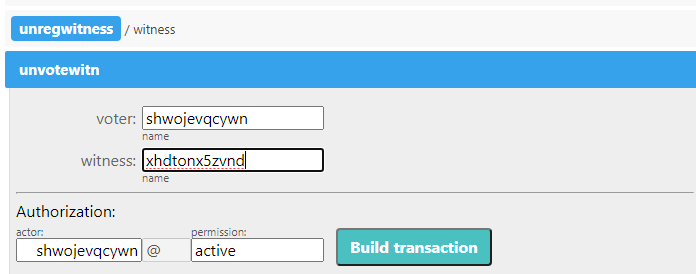 unregwitness / witness
unvotewitn
voter: shwojevqcywn
name
witness: xhdtonx5zvnd
name
Authorization:
actor: permission:
shwojevqcywn @ active Build transaction